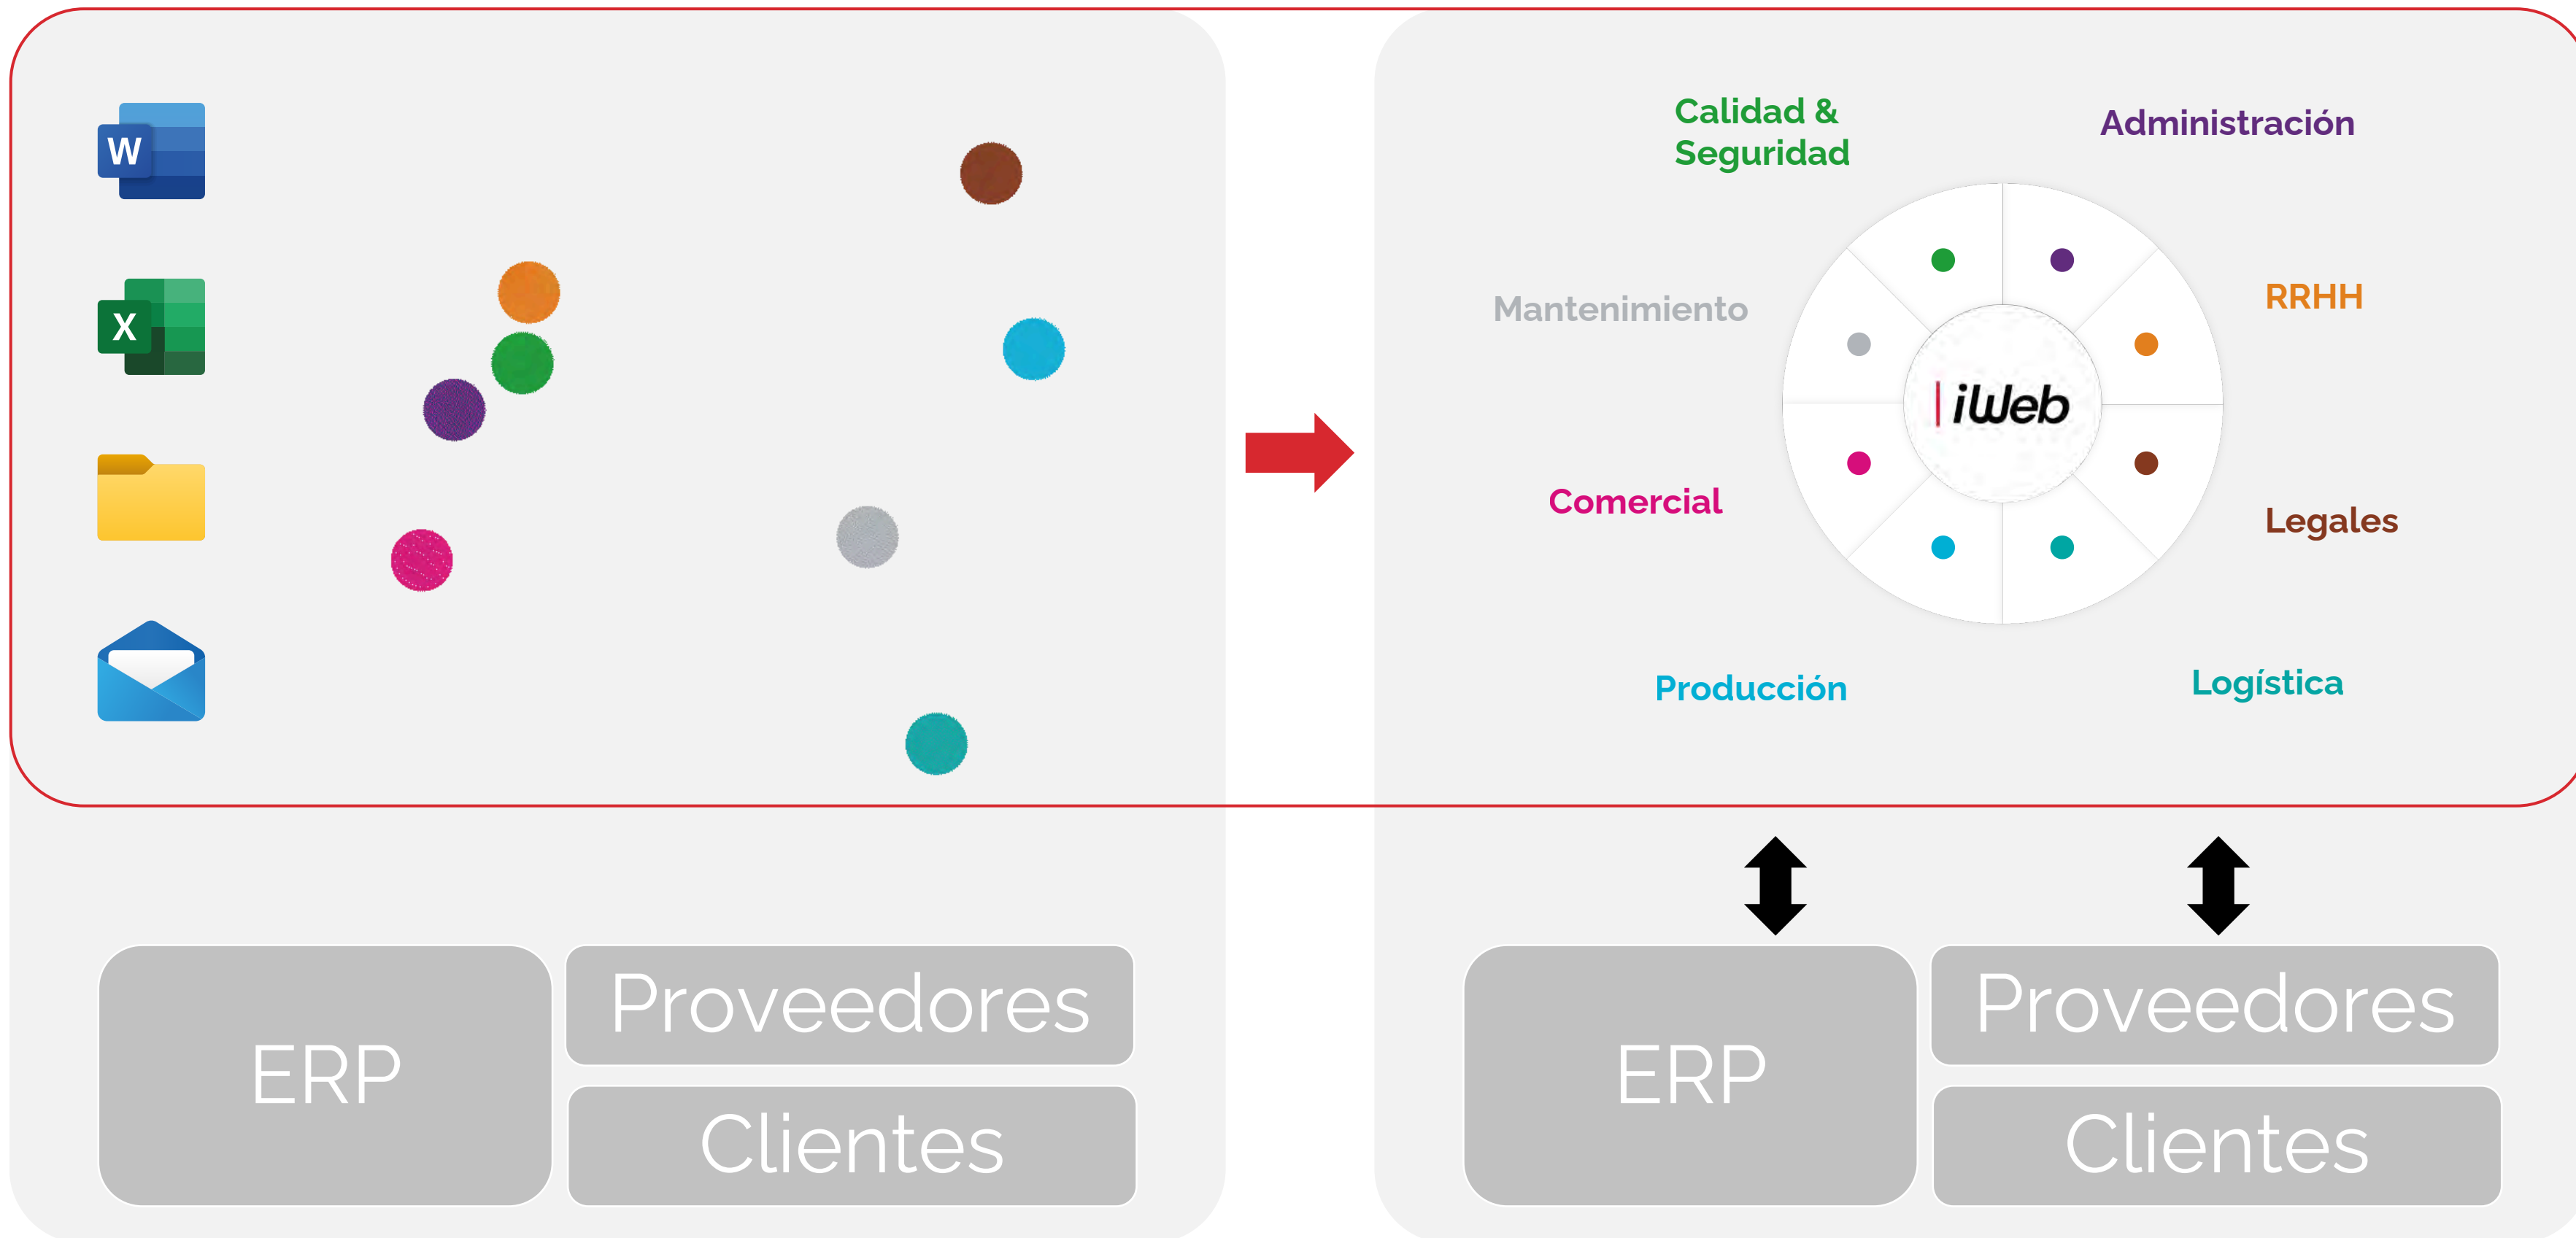 W
X
ERP
Proveedores
Clientes
Calidad &
Seguridad
Administración
Mantenimiento
RRHH
iWeb
Comercial
Legales
Producción
Logística
ERP
Proveedores
Clientes